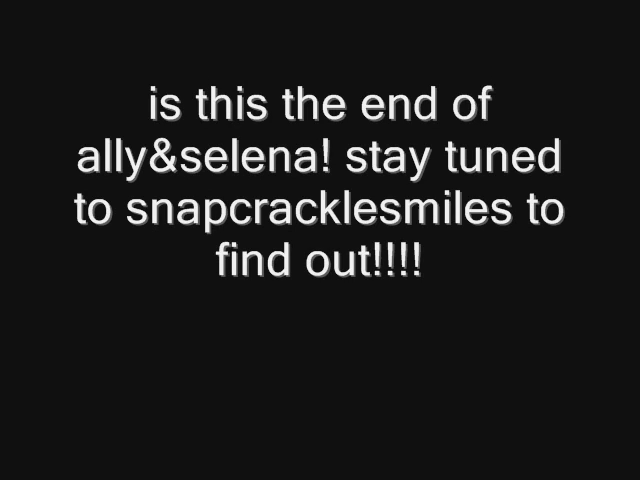 is this the end of
ally&selena! stay tuned
to snapcracklesmiles to
find out!!!!